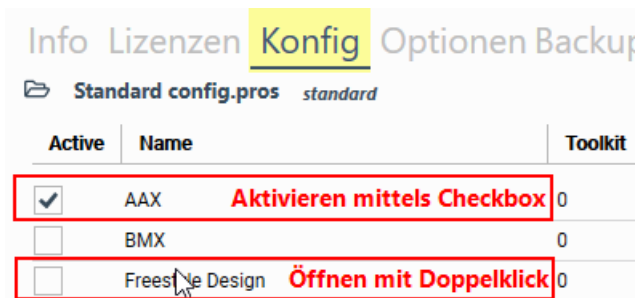 Info Lizenzen Konfig Optionen Backup
Standard config.pros standard
Active Name Toolkit
AAX Aktivieren mittels Checkbox 0
BMX 0
Freestyle Design Öffnen mit Doppelklick 0